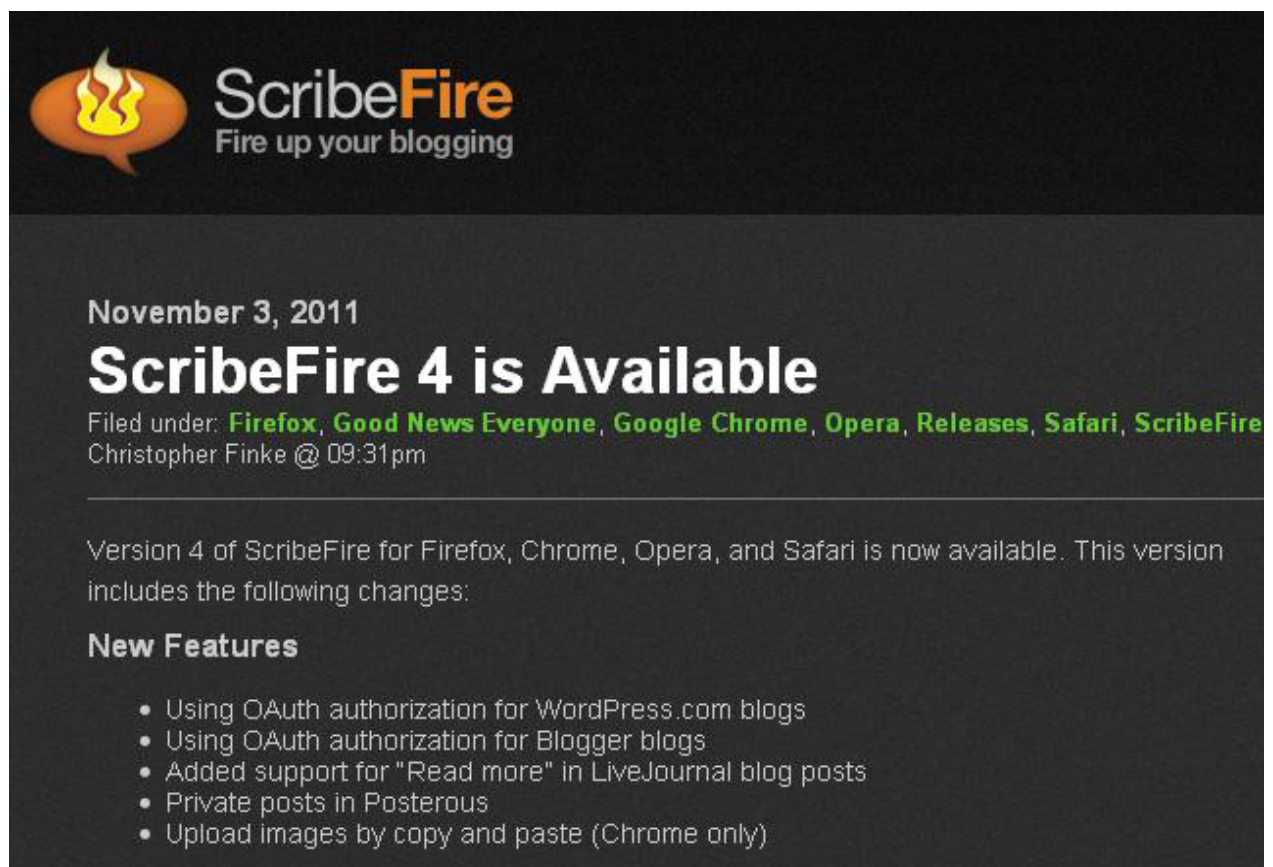 ScribeFire
Fire up your blogging
November 3, 2011
ScribeFire 4 is Available
Filed under: Firefox, Good News Everyone, Google Chrome, Opera, Releases, Safari, ScribeFire
Christopher Finke @ 09:31pm
Version 4 of ScribeFire for Firefox, Chrome, Opera, and Safari is now available. This version
includes the following changes:
New Features
• Using OAuth authorization for WordPress.com blogs
• Using OAuth authorization for Blogger blogs
• Added support for "Read more" in LiveJournal blog posts
• Private posts in Posterous
• Upload images by copy and paste (Chrome only)